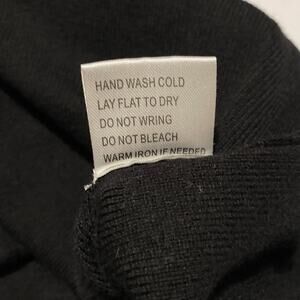 HAND WASH COLD
LAY FLAT TO DRY
DO NOT WRING
DO NOT BLEACH
WARM IRON IF NEEDED